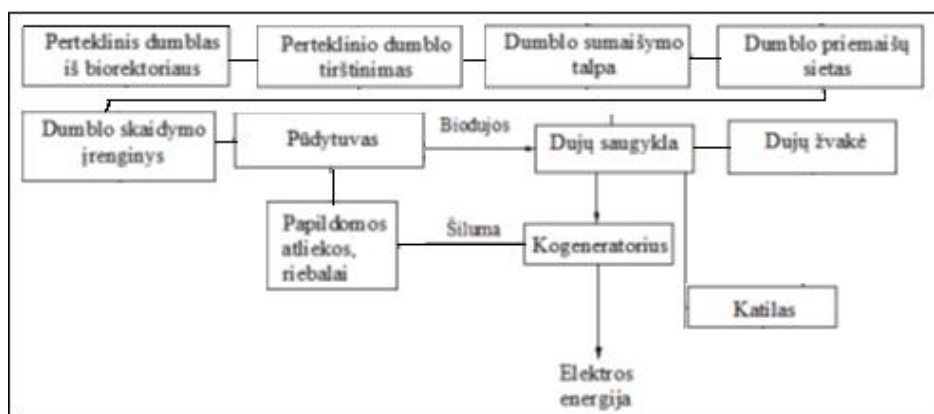 Perteklinis dumblas
iš biorektoriaus
Perteklinio dumblo
tirštinimas
Dumblo sumaišymo
talpa
Dumblo priemaišų
sietas
Dumblo skaidymo
įrenginys
Pūdytuvas
Biodujos
Dujų saugykla
Dujų žvakė
Papildomos
atliekos,
riebalai
Šiluma
Kogeneratorius
Katilas
Elektros
energija